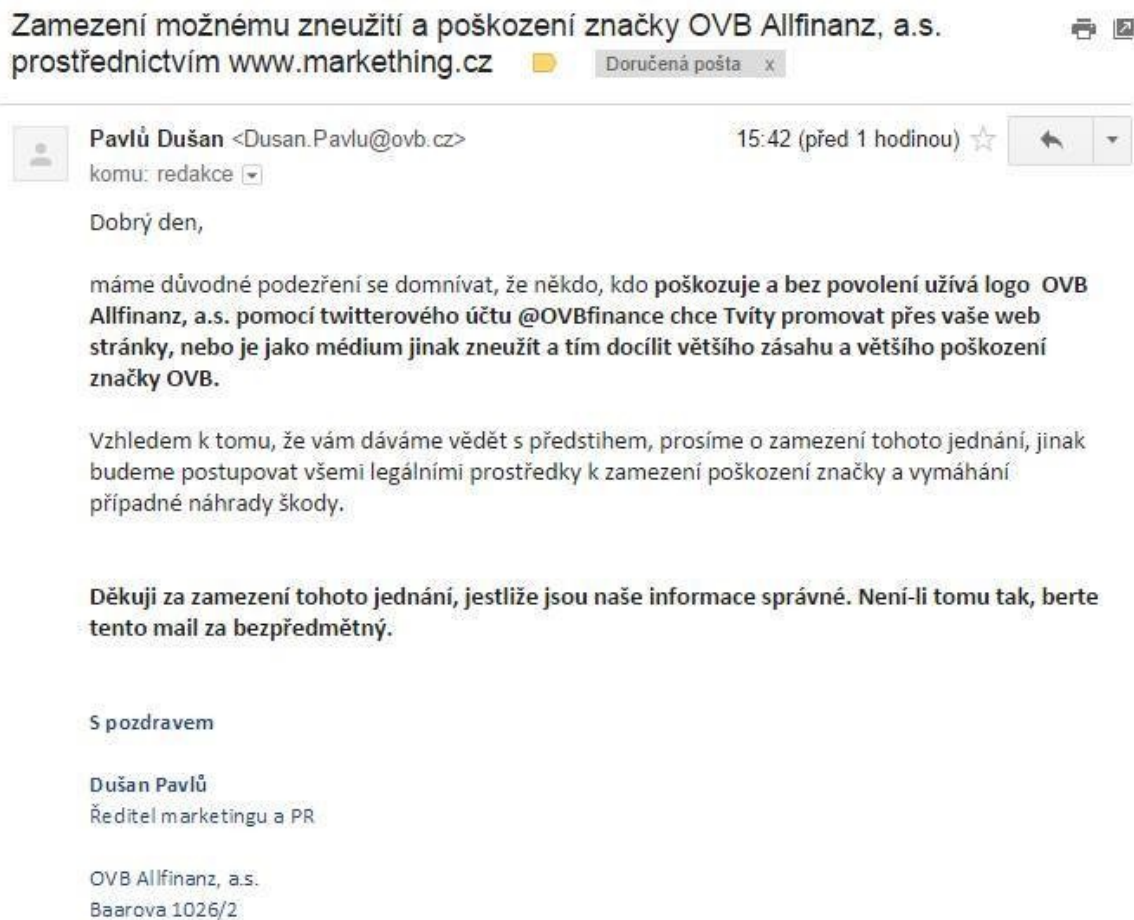 Zamezení možnému zneužití a poškození značky OVB Allfinanz, a.s.
prostřednictvím www.markething.cz Doručená pošta x
Pavlů Dušan <Dusan.Pavlu@ovb.cz> 15:42 (před 1 hodinou)
komu: redakce
Dobrý den,
máme důvodné podezření se domnívat, že někdo, kdo poškozuje a bez povolení užívá logo OVB
Allfinanz, a.s. pomocí twitterového účtu @OVBfinance chce Tvíty promovat přes vaše web
stránky, nebo je jako médium jinak zneužít a tím docílit většího zásahu a většího poškození
značky OVB.
Vzhledem k tomu, že vám dáváme vědět s předstihem, prosíme o zamezení tohoto jednání, jinak
budeme postupovat všemi legálními prostředky k zamezení poškození značky a vymáhání
případné náhrady škody.
Děkuji za zamezení tohoto jednání, jestliže jsou naše informace správné. Není-li tomu tak, berte
tento mail za bezpředmětný.
S pozdravem
Dušan Pavlů
Ředitel marketingu a PR
OVB Allfinanz, a.s.
Baarova 1026/2